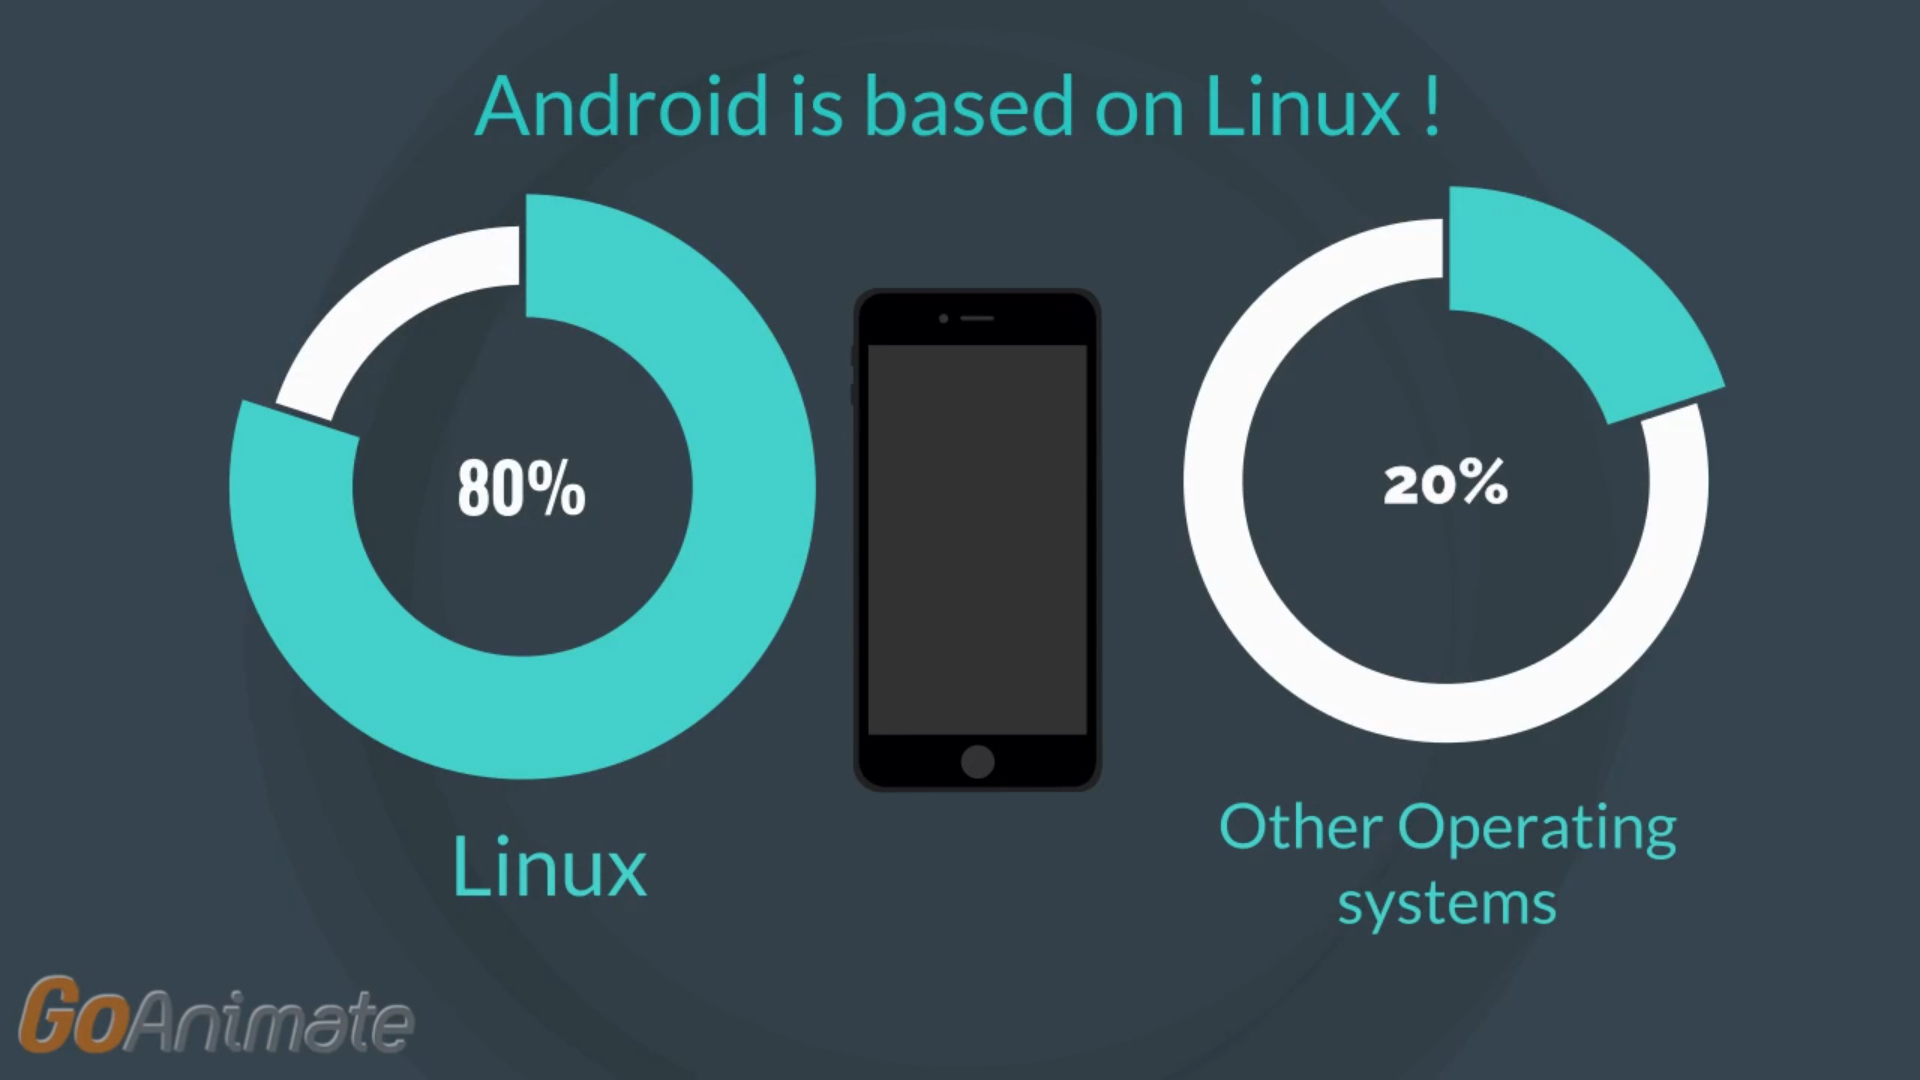 Android is based on Linux !
80%
20%
Linux
Other Operating
systems
GoAnimate